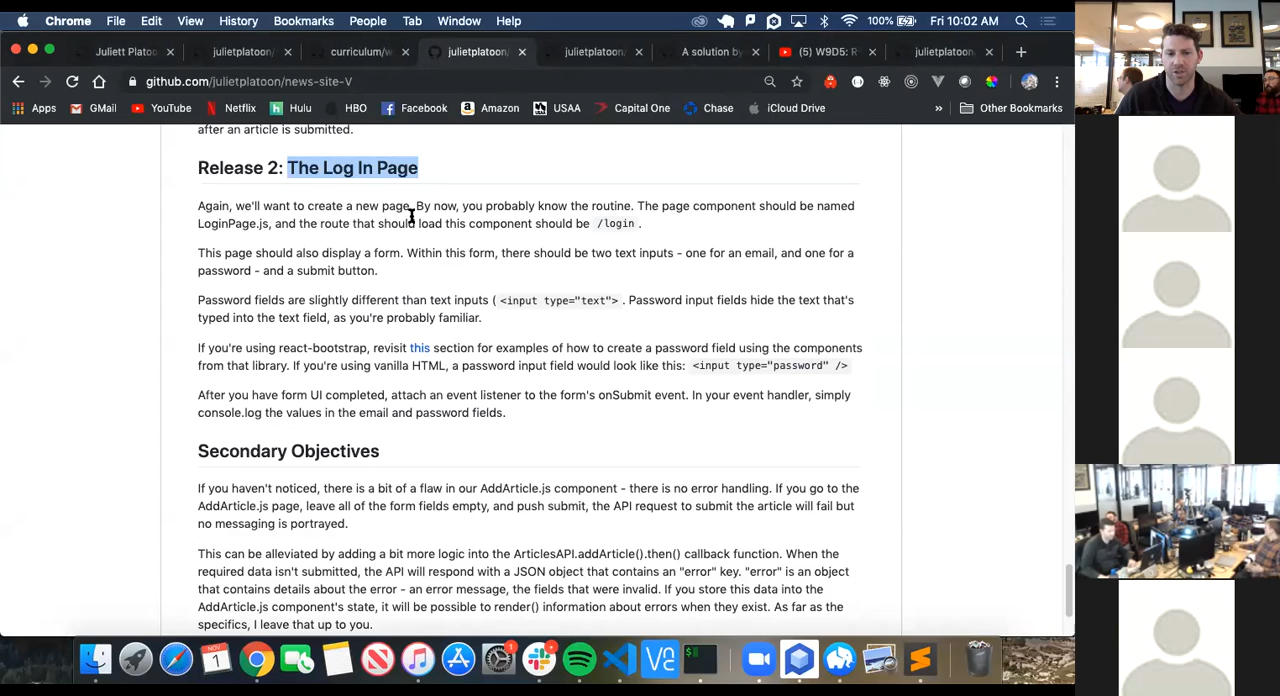 Chrome File Edit View History Bookmarks People Tab Window Help 100% Fri 10:02 AM
Juliett Platoo julietplatoon/ curriculum/w julietplatoon/ julietplatoon/ A solution by (5) W9D5: R julietplatoon/
github.com/julietplatoon/news-site-V
Apps GMail YouTube Netflix Hulu HBO Facebook Amazon USAA Capital One Chase iCloud Drive » Other Bookmarks
after an article is submitted.
Release 2: The Log In Page
Again, we'll want to create a new page. By now, you probably know the routine. The page component should be named
LoginPage.js, and the route that should load this component should be /login .
This page should also display a form. Within this form, there should be two text inputs - one for an email, and one for a
password - and a submit button.
Password fields are slightly different than text inputs ( <input type="text"> . Password input fields hide the text that's
typed into the text field, as you're probably familiar.
If you're using react-bootstrap, revisit this section for examples of how to create a password field using the components
from that library. If you're using vanilla HTML, a password input field would look like this: <input type="password" />
After you have form UI completed, attach an event listener to the form's onSubmit event. In your event handler, simply
console.log the values in the email and password fields.
Secondary Objectives
If you haven't noticed, there is a bit of a flaw in our AddArticle.js component - there is no error handling. If you go to the
AddArticle.js page, leave all of the form fields empty, and push submit, the API request to submit the article will fail but
no messaging is portrayed.
This can be alleviated by adding a bit more logic into the ArticlesAPI.addArticle().then() callback function. When the
required data isn't submitted, the API will respond with a JSON object that contains an "error" key. "error" is an object
that contains details about the error - an error message, the fields that were invalid. If you store this data into the
AddArticle.js component's state, it will be possible to render() information about errors when they exist. As far as the
specifics, I leave that up to you.